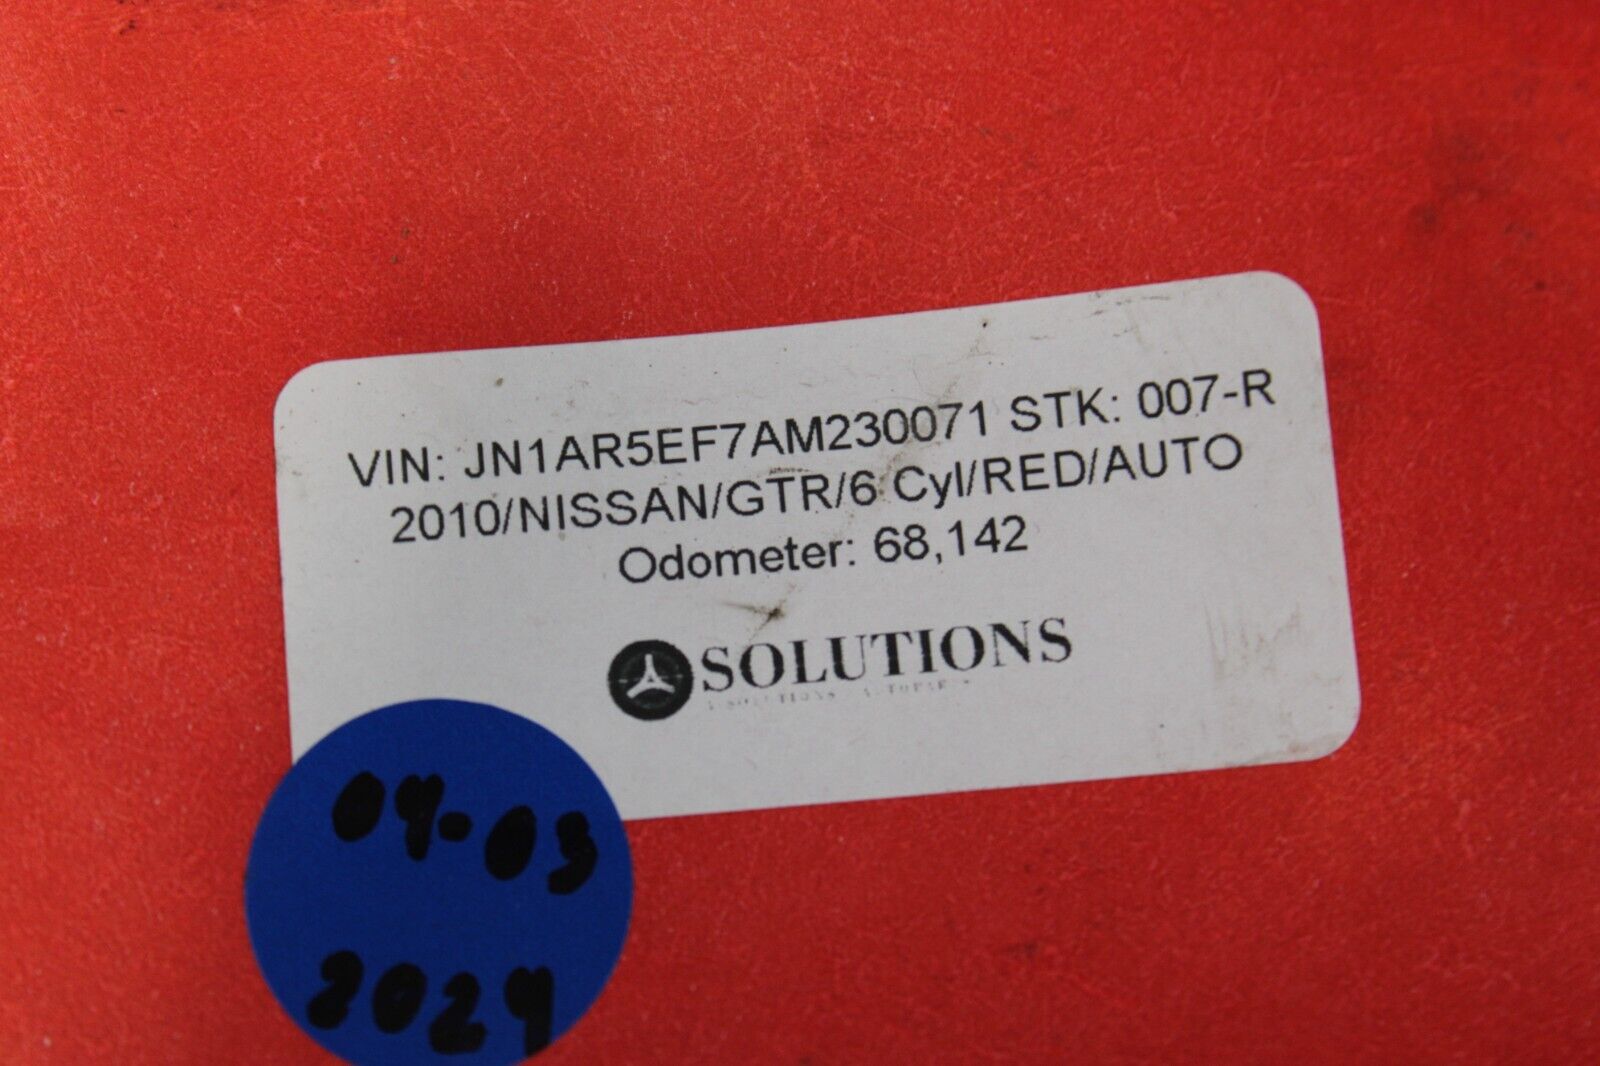 VIN: JN1AR5EF7AM230071 STK: 007-R
2010/NISSAN/GTR/6 Cyl/RED/AUTO
Odometer: 68,142
SOLUTIONS
04-03
2024